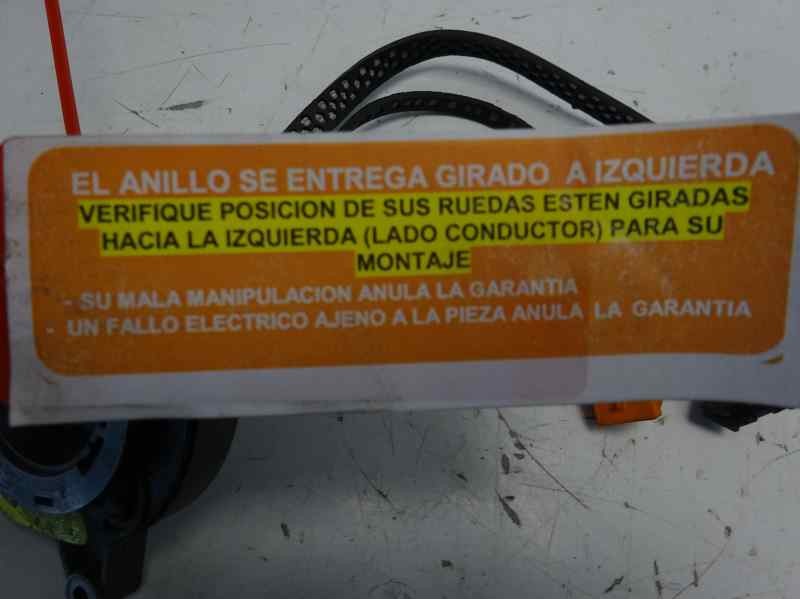 EL ANILLO SE ENTREGA GIRADO A IZQUIERDA
VERIFIQUE POSICION DE SUS RUEDAS ESTEN GIRADAS
HACIA LA IZQUIERDA (LADO CONDUCTOR) PARA SU
MONTAJE
- SU MALA MANIPULACION ANULA LA GARANTIA
- UN FALLO ELECTRICO AJENO A LA PIEZA ANULA LA GARANTIA